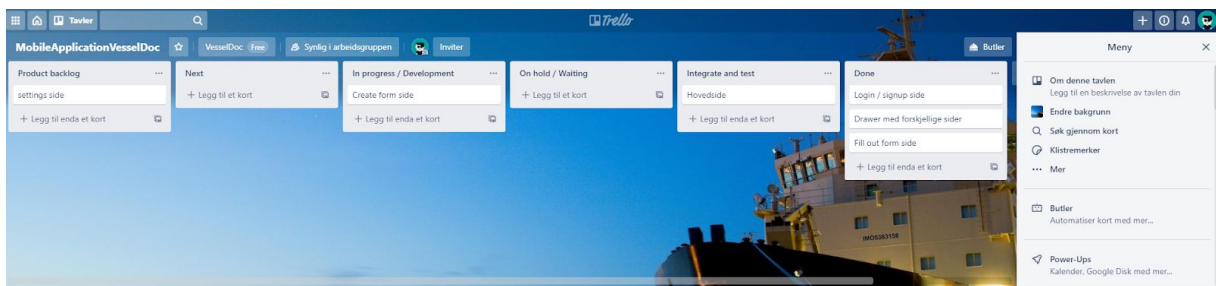 Tavler
Trello
MobileApplicationVesselDoc
VesselDoc Free
Synlig i arbeidsgruppen
Inviter
Butler
Product backlog
settings side
+ Legg til enda et kort
Next
+ Legg til et kort
In progress / Development
Create form side
+ Legg til enda et kort
On hold / Waiting
+ Legg til et kort
Integrate and test
Hovedside
+ Legg til enda et kort
Done
Login / signup side
Drawer med forskjellige sider
Fill out form side
+ Legg til enda et kort
Meny
Om denne tavlen
Legg til en beskrivelse av tavlen din
Endre bakgrunn
Søk gjennom kort
Klistremerker
Mer
Butler
Automatiser kort med mer...
Power-Ups
Kalender, Google Disk med mer...